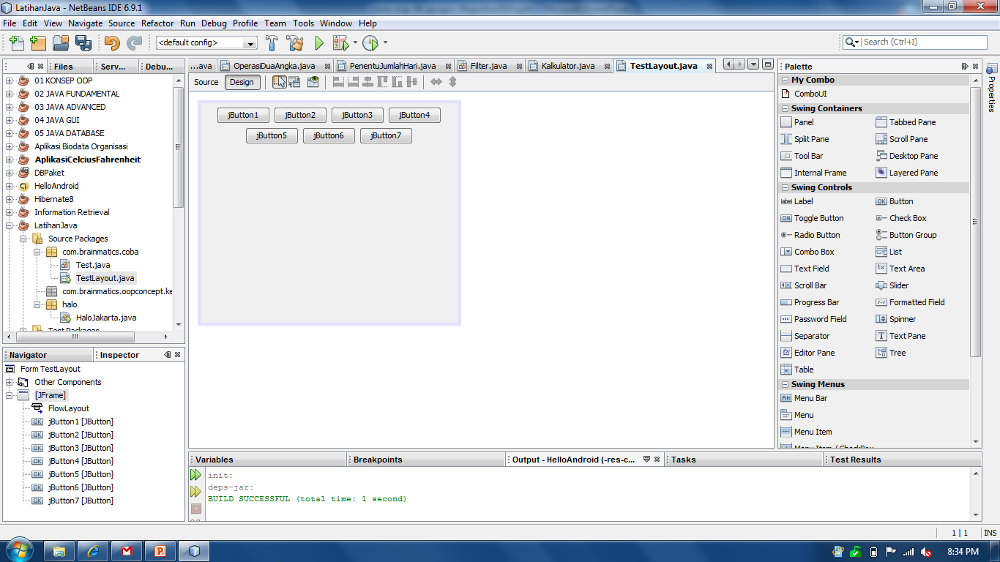 LatihanJava - NetBeans IDE 6.9.1
File Edit View Navigate Source Refactor Run Debug Profile Team Tools Window Help
<default config>
Search (Ctrl+I)
Files Serv... Debu...
01 KONSEP OOP
02 JAVA FUNDAMENTAL
03 JAVA ADVANCED
04 JAVA GUI
05 JAVA DATABASE
Aplikasi Biodata Organisasi
AplikasiCelciusFahrenheit
DBPaket
HelloAndroid
Hibernate8
Information Retrieval
LatihanJava
Source Packages
com.brainmatics.coba
Test.java
TestLayout.java
com.brainmatics.oopconcept.ke
halo
HaloJakarta.java
Test Packages
Navigator Inspector
Form TestLayout
Other Components
[JFrame]
FlowLayout
jButton1 [JButton]
jButton2 [JButton]
jButton3 [JButton]
jButton4 [JButton]
jButton5 [JButton]
jButton6 [JButton]
jButton7 [JButton]
...ava OperasiDuaAngka.java PenentuJumlahHari.java Filter.java Kalkulator.java TestLayout.java
Source Design
jButton1 jButton2 jButton3 jButton4
jButton5 jButton6 jButton7
Palette
My Combo
ComboUI
Swing Containers
Panel Tabbed Pane
Split Pane Scroll Pane
Tool Bar Desktop Pane
Internal Frame Layered Pane
Swing Controls
label Label OK Button
ON Toggle Button Check Box
Radio Button Button Group
Combo Box List
Text Field Text Area
Scroll Bar Slider
Progress Bar Formatted Field
Password Field Spinner
Separator Text Pane
Editor Pane Tree
Table
Swing Menus
File Menu Bar
Menu
Menu Item
Menu Item / CheckBox
Properties
Variables Breakpoints Output - HelloAndroid (-res-c... Tasks Test Results
init:
deps-jar:
BUILD SUCCESSFUL (total time: 1 second)
1 | 1 INS
8:34 PM